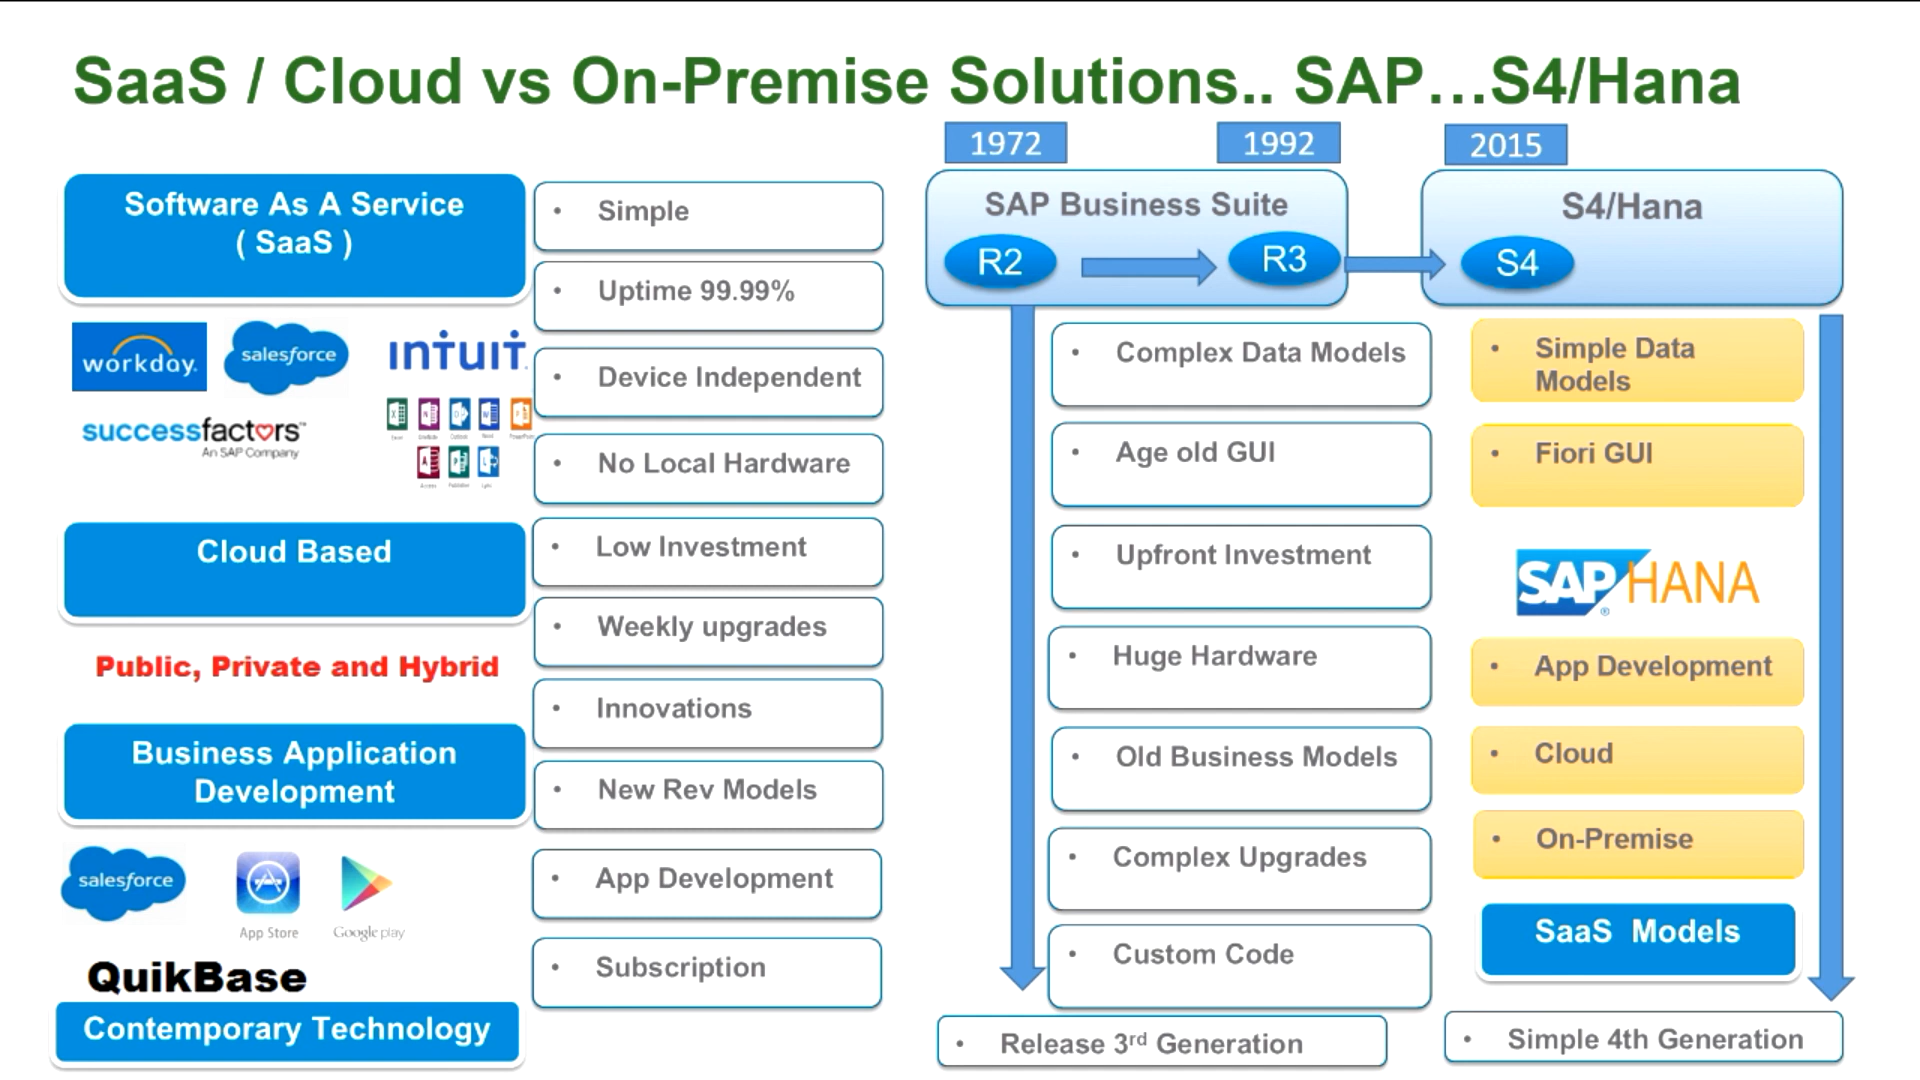 SaaS / Cloud vs On-Premise Solutions.. SAP...S4/Hana
1972
1992
2015
Software As A Service
( SaaS )
workday.
salesforce
intuit.
successfactors™
An SAP Company
Cloud Based
Public, Private and Hybrid
Business Application
Development
salesforce
App Store
Google play
QuikBase
Contemporary Technology
• Simple
• Uptime 99.99%
• Device Independent
• No Local Hardware
• Low Investment
• Weekly upgrades
• Innovations
• New Rev Models
• App Development
• Subscription
SAP Business Suite
R2
R3
• Complex Data Models
• Age old GUI
• Upfront Investment
• Huge Hardware
• Old Business Models
• Complex Upgrades
• Custom Code
• Release 3rd Generation
S4/Hana
S4
• Simple Data
Models
• Fiori GUI
SAP HANA
®
• App Development
• Cloud
• On-Premise
SaaS Models
• Simple 4th Generation